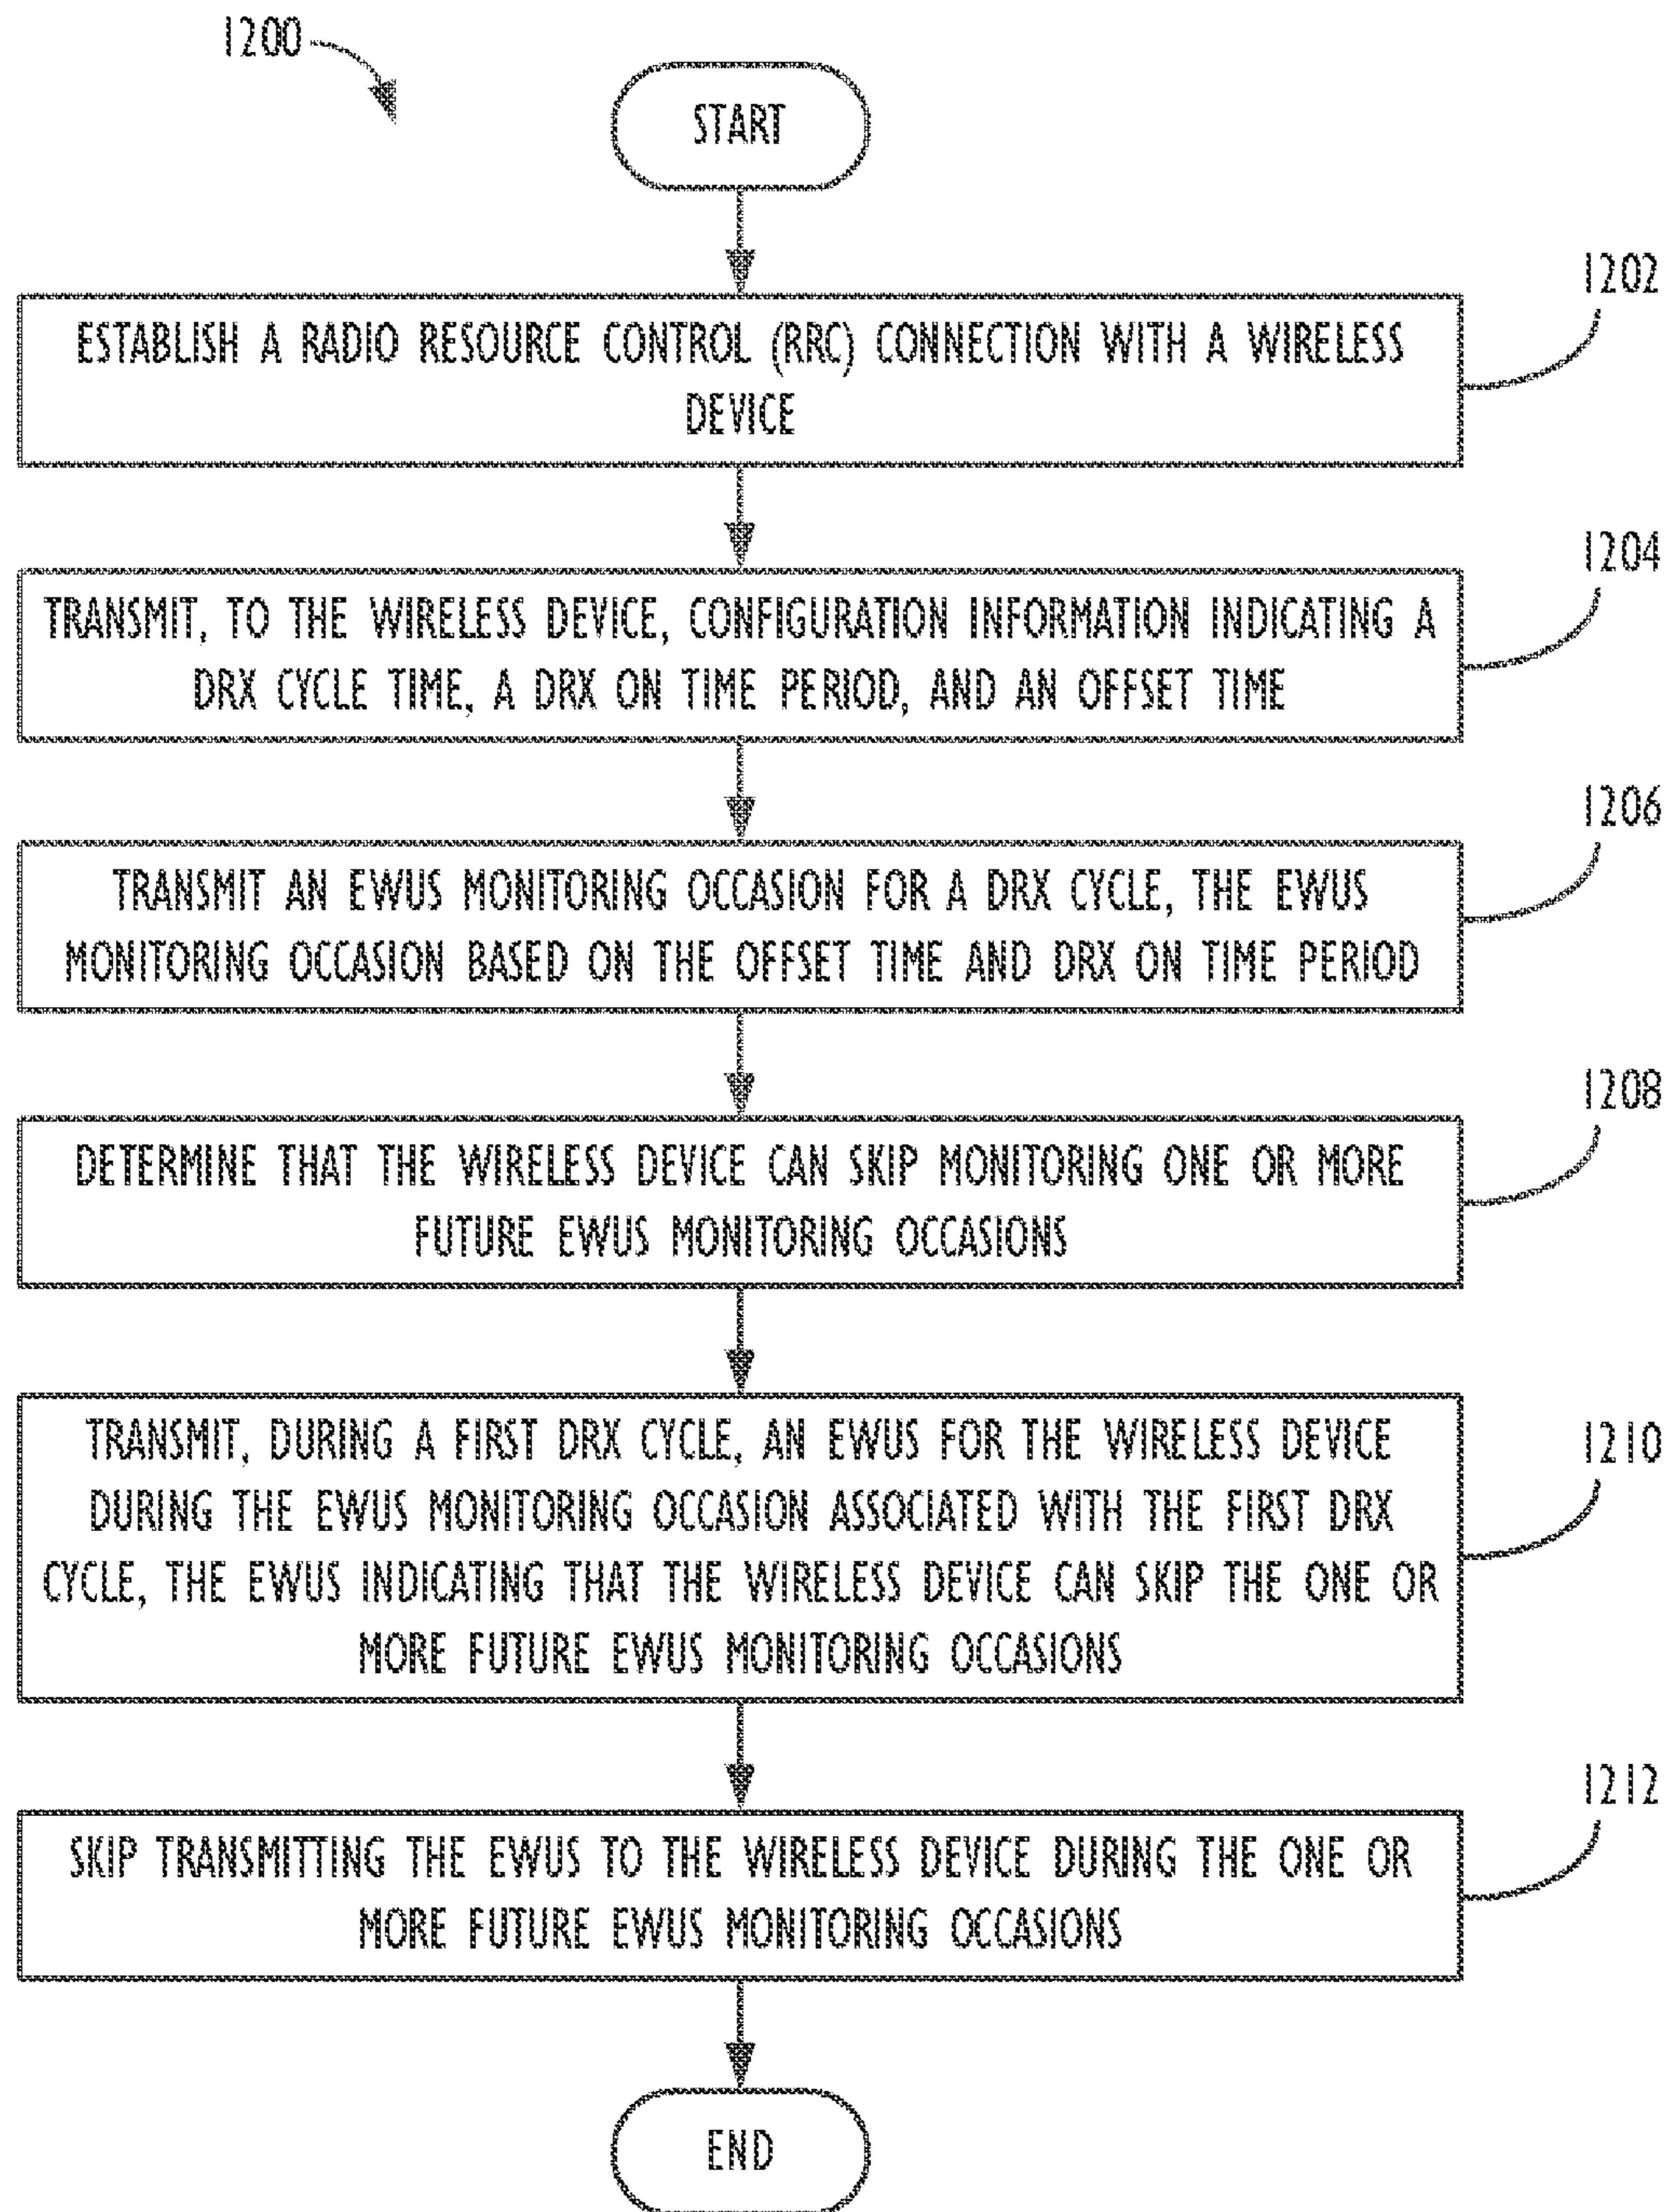 1200
START
1202
ESTABLISH A RADIO RESOURCE CONTROL (RRC) CONNECTION WITH A WIRELESS
DEVICE
1204
TRANSMIT, TO THE WIRELESS DEVICE, CONFIGURATION INFORMATION INDICATING A
DRX CYCLE TIME, A DRX ON TIME PERIOD, AND AN OFFSET TIME
1206
TRANSMIT AN EWUS MONITORING OCCASION FOR A DRX CYCLE, THE EWUS
MONITORING OCCASION BASED ON THE OFFSET TIME AND DRX ON TIME PERIOD
1208
DETERMINE THAT THE WIRELESS DEVICE CAN SKIP MONITORING ONE OR MORE
FUTURE EWUS MONITORING OCCASIONS
1210
TRANSMIT, DURING A FIRST DRX CYCLE, AN EWUS FOR THE WIRELESS DEVICE
DURING THE EWUS MONITORING OCCASION ASSOCIATED WITH THE FIRST DRX
CYCLE, THE EWUS INDICATING THAT THE WIRELESS DEVICE CAN SKIP THE ONE OR
MORE FUTURE EWUS MONITORING OCCASIONS
1212
SKIP TRANSMITTING THE EWUS TO THE WIRELESS DEVICE DURING THE ONE OR
MORE FUTURE EWUS MONITORING OCCASIONS
END